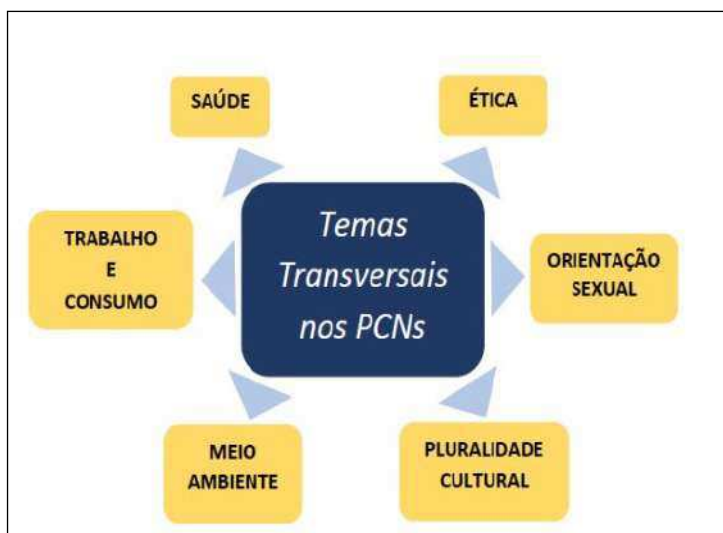 SAÚDE
ÉTICA
TRABALHO
E
CONSUMO
Temas
Transversais
nos PCNs
ORIENTAÇÃO
SEXUAL
MEIO
AMBIENTE
PLURALIDADE
CULTURAL